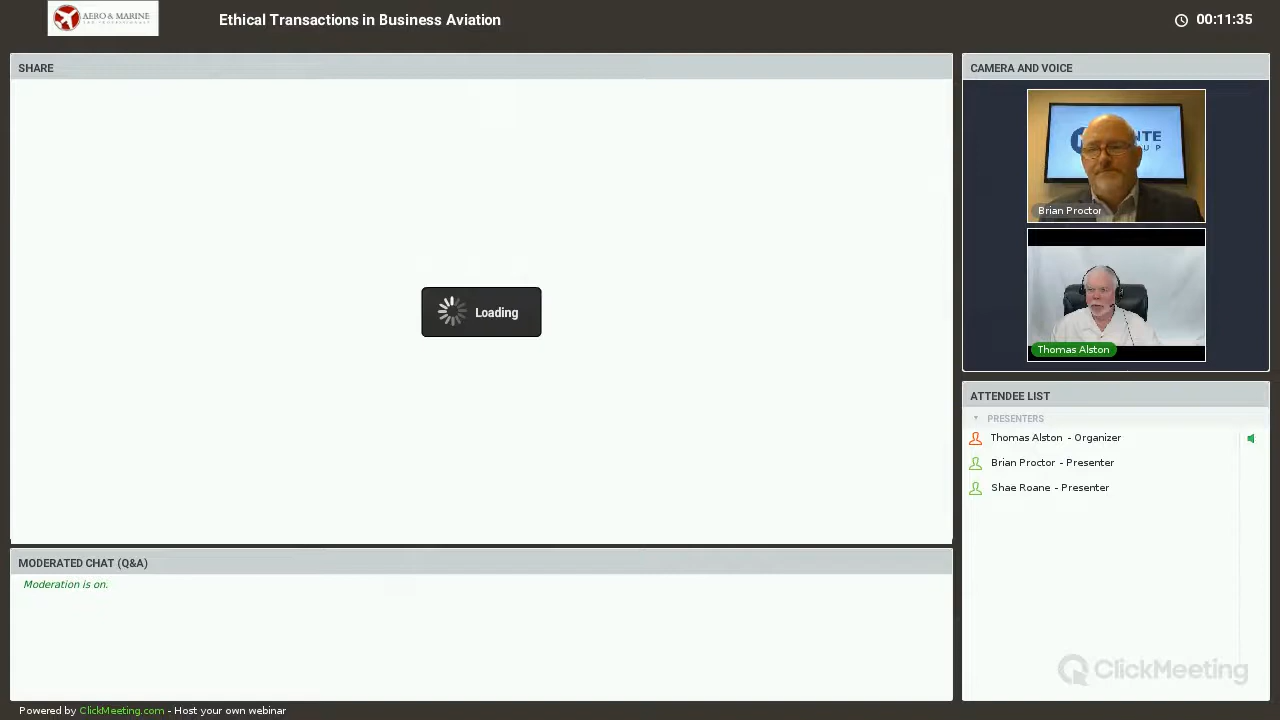 AERO & MARINE
Ethical Transactions in Business Aviation
00:11:35
SHARE
Loading
CAMERA AND VOICE
NTE
U P
Brian Proctor
Thomas Alston
ATTENDEE LIST
PRESENTERS
Thomas Alston - Organizer
Brian Proctor - Presenter
Shae Roane - Presenter
MODERATED CHAT (Q&A)
Moderation is on.
ClickMeeting
Powered by ClickMeeting.com - Host your own webinar